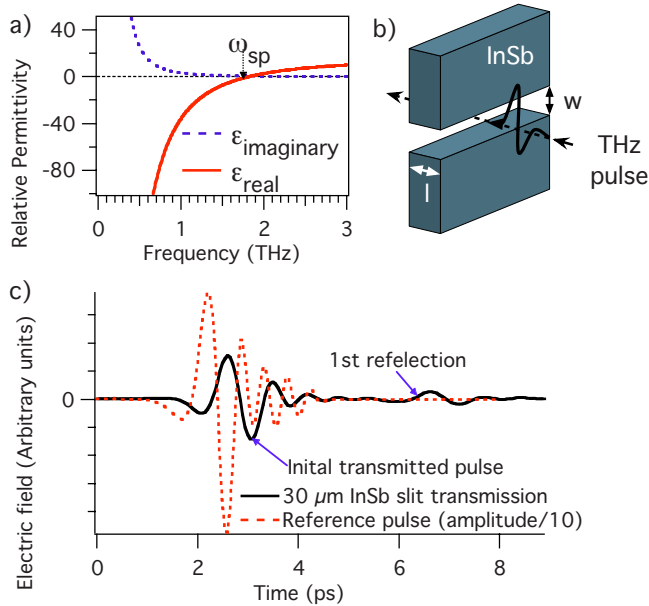 a)
ω_sp
40
0
-40
-80
Relative Permittivity
ε_imaginary
ε_real
0
1
2
3
Frequency (THz)
b)
InSb
w
THz
pulse
l
c)
Electric field (Arbitrary units)
0
1st refelection
Inital transmitted pulse
30 μm InSb slit transmission
Reference pulse (amplitude/10)
0
2
4
6
8
Time (ps)